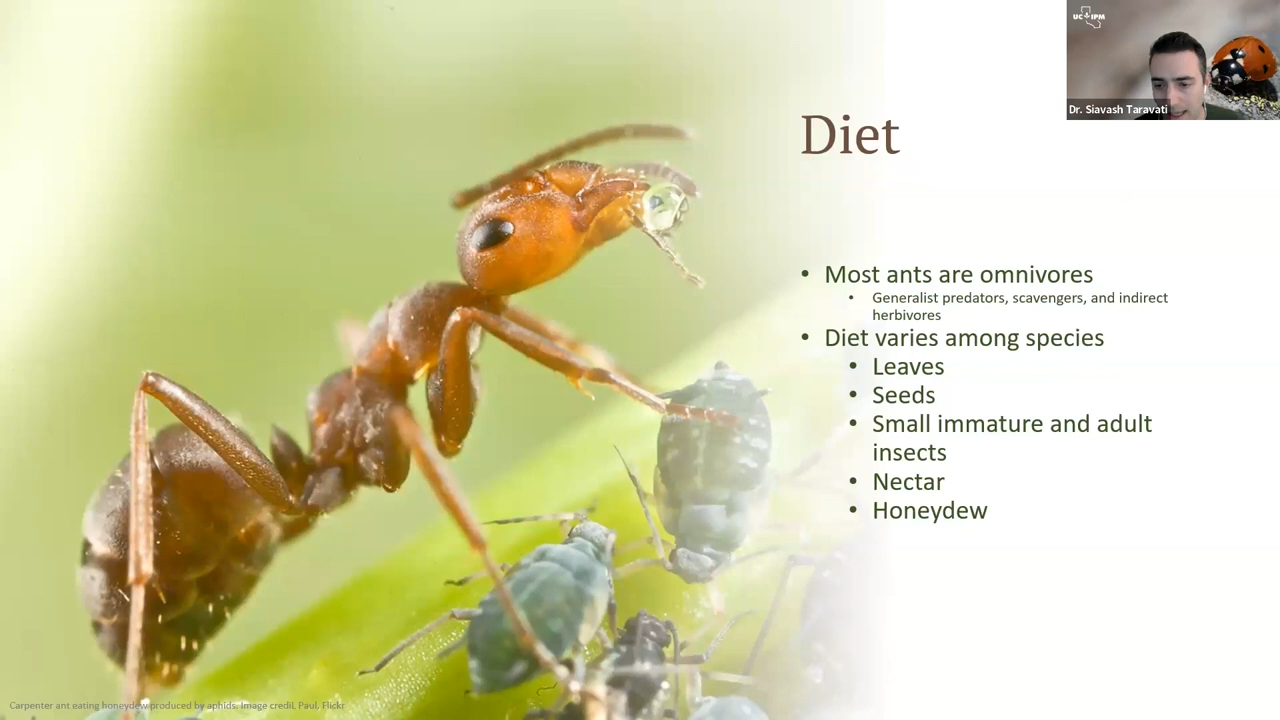 UC IPM
Dr. Siavash Taravati
Diet
• Most ants are omnivores
• Generalist predators, scavengers, and indirect
herbivores
• Diet varies among species
• Leaves
• Seeds
• Small immature and adult
insects
• Nectar
• Honeydew
Carpenter ant eating honeydew produced by aphids. Image credit, Paul, Flickr